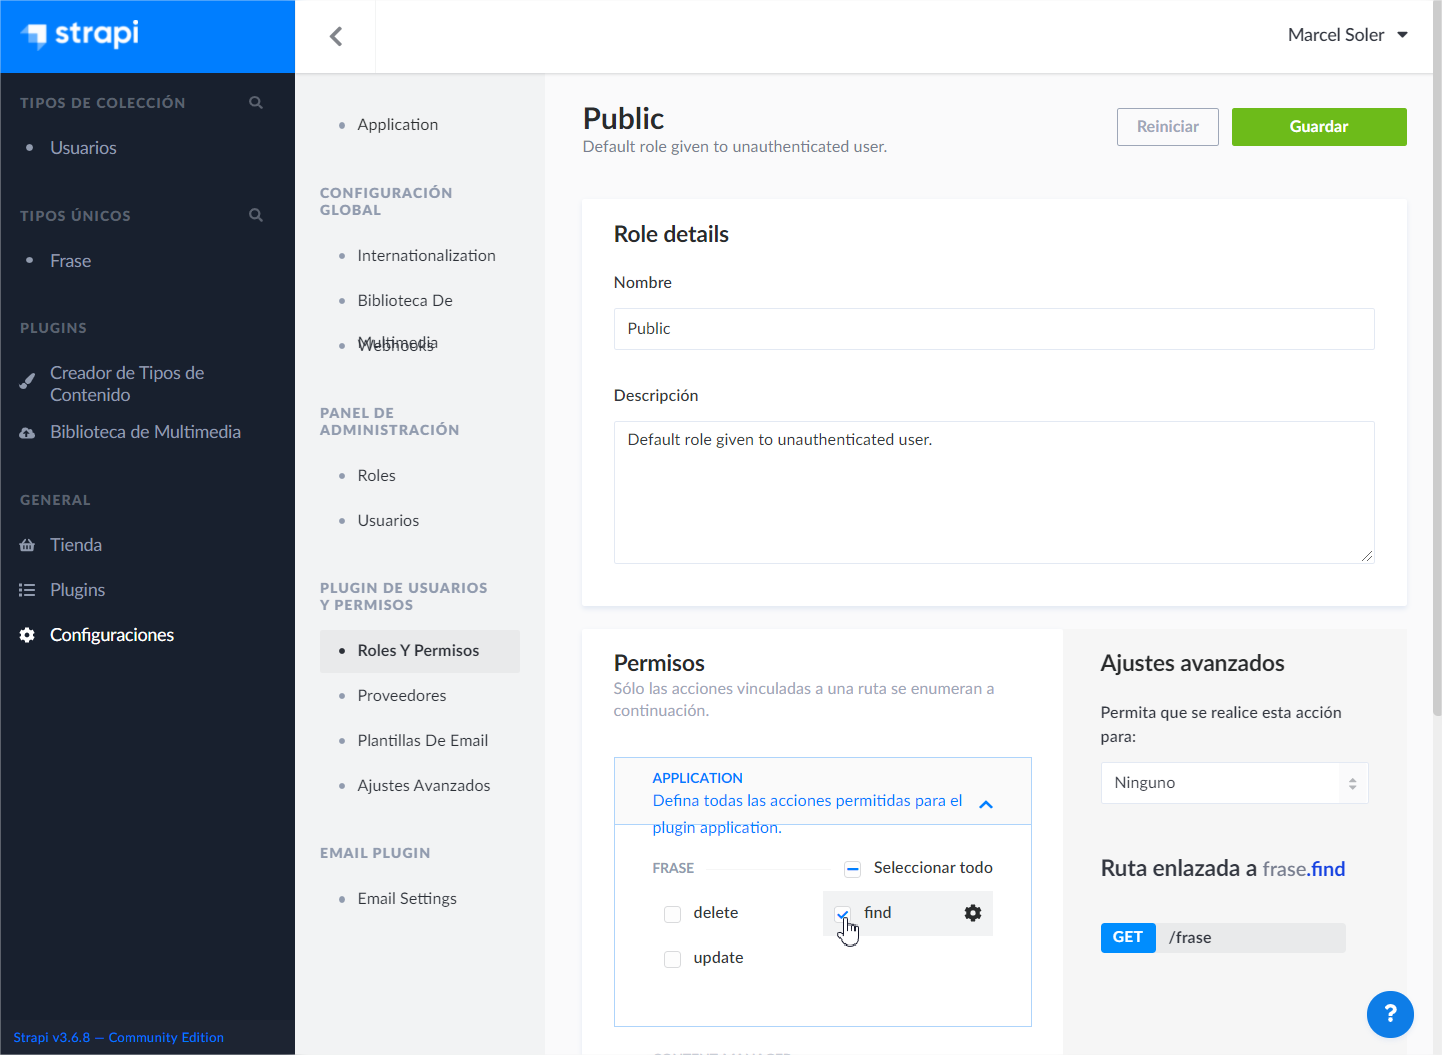 strapi
Marcel Soler
TIPOS DE COLECCIÓN
Usuarios
TIPOS ÚNICOS
Frase
PLUGINS
Creador de Tipos de
Contenido
Biblioteca de Multimedia
GENERAL
Tienda
Plugins
Configuraciones
Strapi v3.6.8 — Community Edition
Application
CONFIGURACIÓN
GLOBAL
Internationalization
Biblioteca De
Multimedia
Webhooks
PANEL DE
ADMINISTRACIÓN
Roles
Usuarios
PLUGIN DE USUARIOS
Y PERMISOS
Roles Y Permisos
Proveedores
Plantillas De Email
Ajustes Avanzados
EMAIL PLUGIN
Email Settings
Public
Default role given to unauthenticated user.
Reiniciar
Guardar
Role details
Nombre
Public
Descripción
Default role given to unauthenticated user.
Permisos
Sólo las acciones vinculadas a una ruta se enumeran a
continuación.
APPLICATION
Defina todas las acciones permitidas para el
plugin application.
FRASE
Seleccionar todo
delete
find
update
Ajustes avanzados
Permita que se realice esta acción
para:
Ninguno
Ruta enlazada a frase.find
GET /frase
?